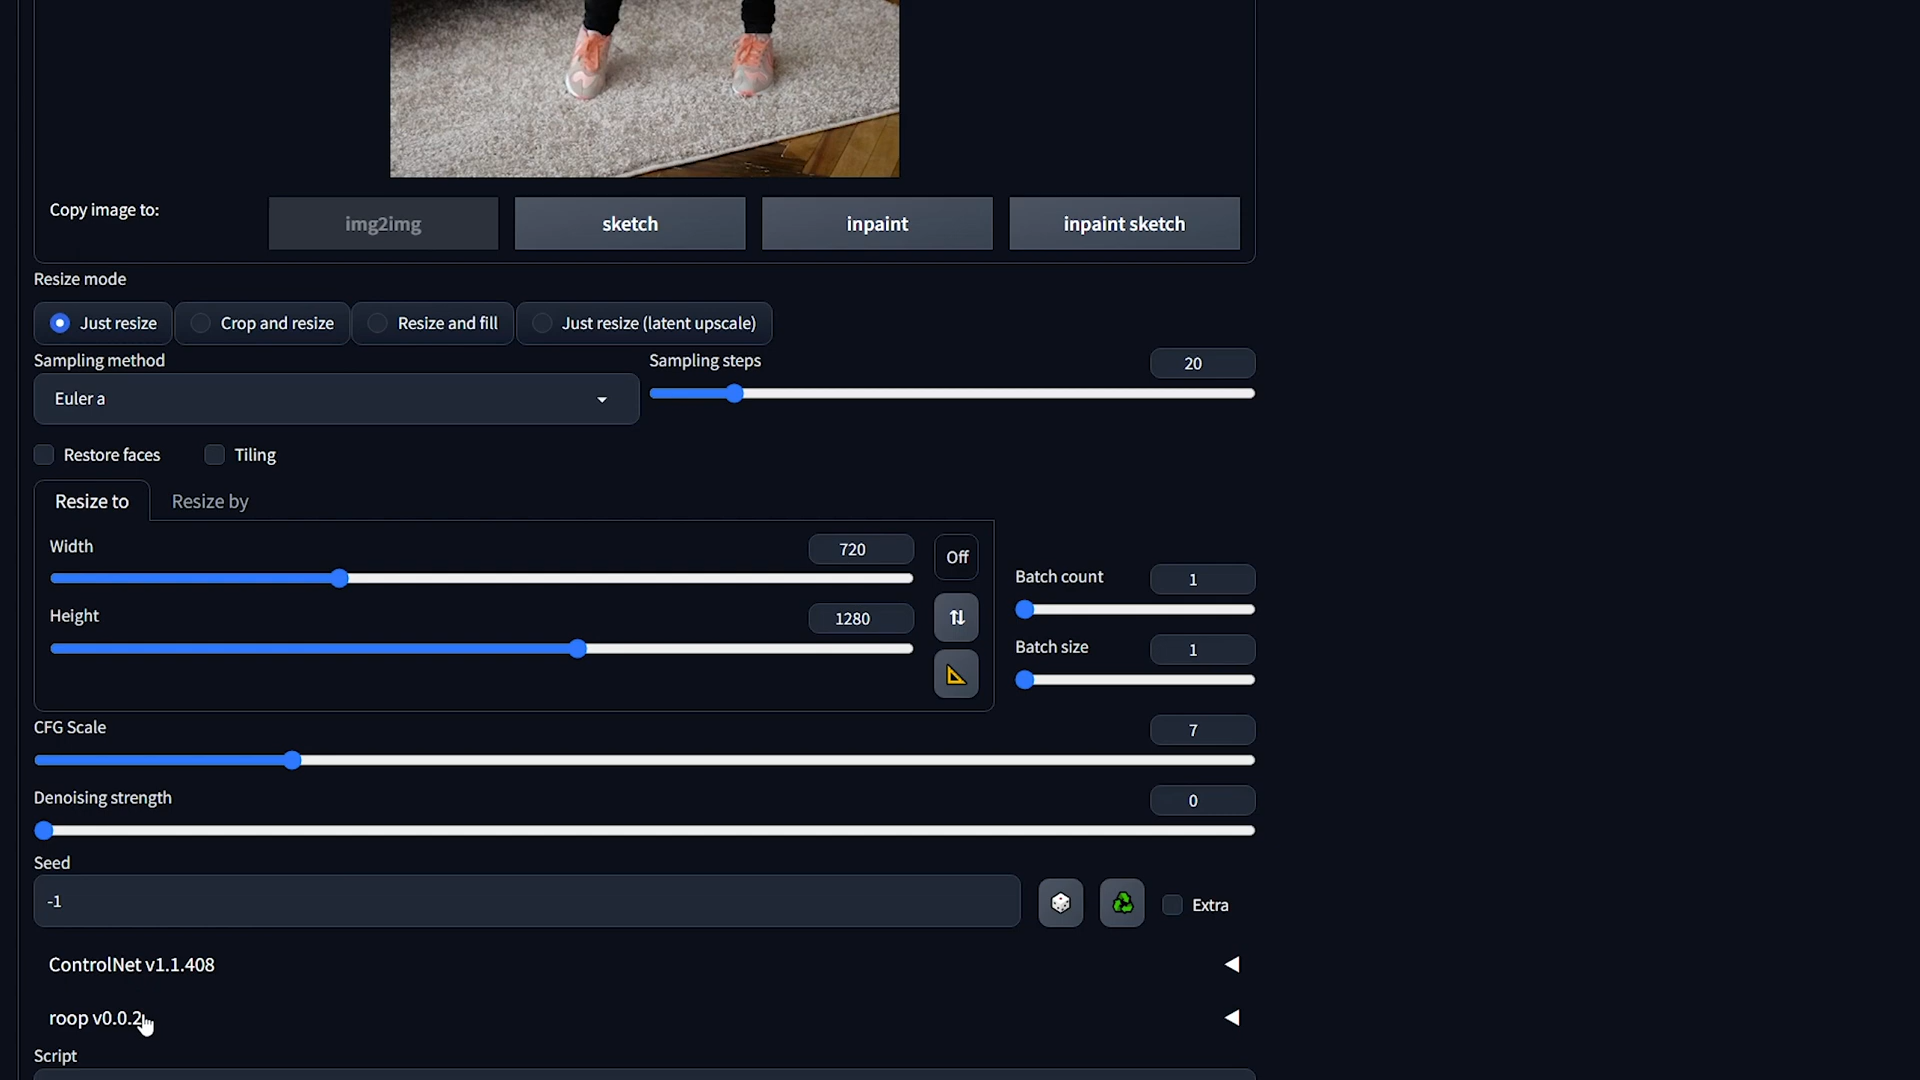 Copy image to:
img2img
sketch
inpaint
inpaint sketch
Resize mode
Just resize
Crop and resize
Resize and fill
Just resize (latent upscale)
Sampling method
Sampling steps
20
Euler a
Restore faces
Tiling
Resize to
Resize by
Width
720
Off
Height
1280
Batch count
1
Batch size
1
CFG Scale
7
Denoising strength
0
Seed
-1
Extra
ControlNet v1.1.408
roop v0.0.2
Script